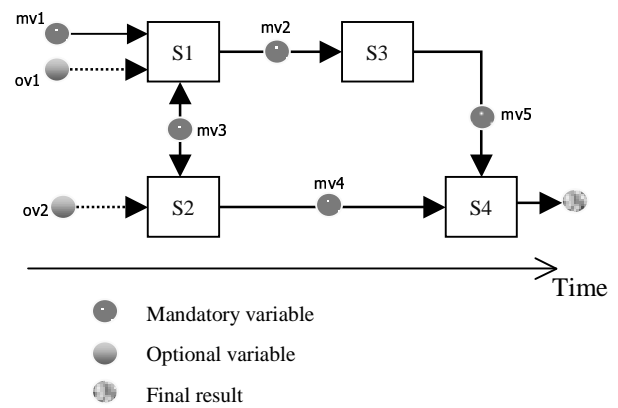 mv1
S1
mv2
S3
ov1
mv5
mv3
mv4
ov2
S2
S4
Time
Mandatory variable
Optional variable
Final result